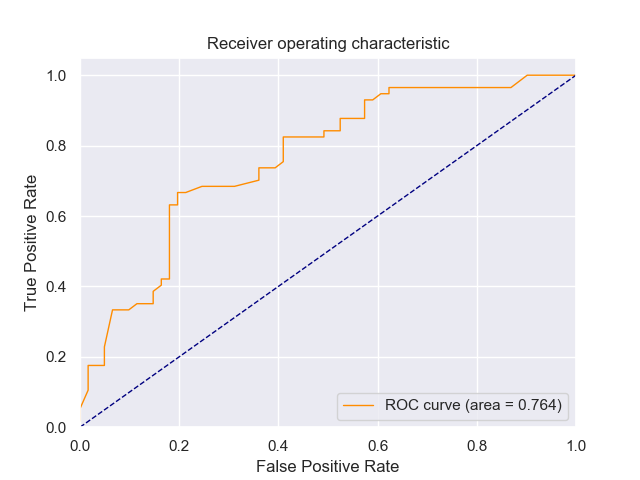 Receiver operating characteristic
True Positive Rate
1.0
0.8
0.6
0.4
0.2
0.0
ROC curve (area = 0.764)
0.0 0.2 0.4 0.6 0.8 1.0
False Positive Rate